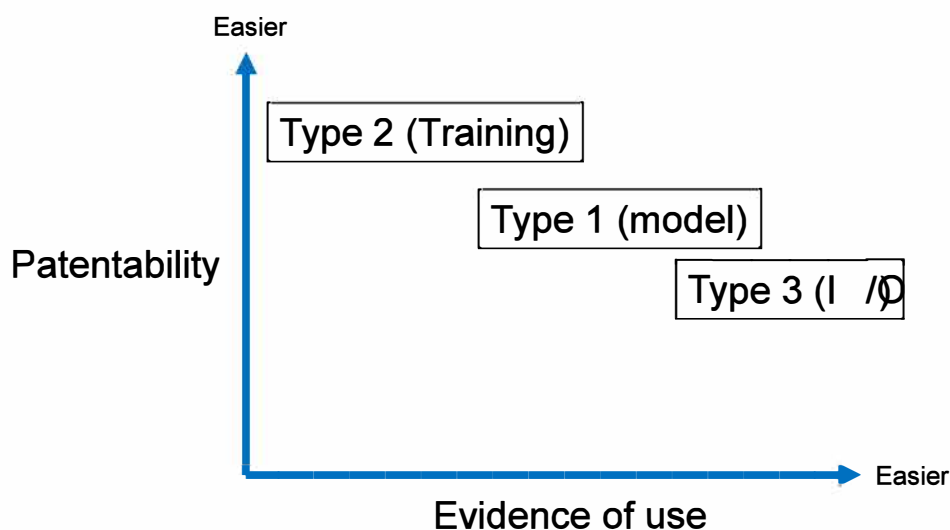 Easier
Type 2 (Training)
Type 1 (model)
Patentability
Type 3 (I /O)
Easier
Evidence of use